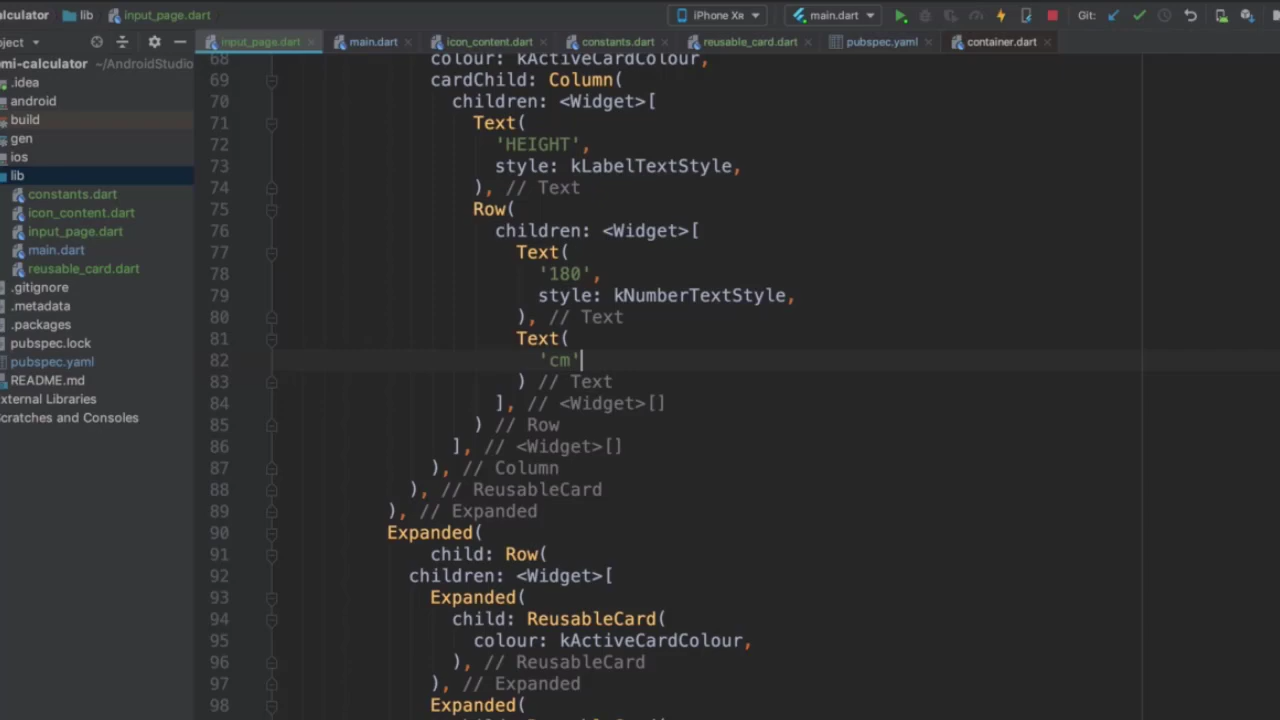 alculator lib input_page.dart iPhone XR main.dart Git:
oject input_page.dart main.dart icon_content.dart constants.dart reusable_card.dart pubspec.yaml container.dart
mi-calculator ~/AndroidStudio
.idea
android
build
gen
ios
lib
constants.dart
icon_content.dart
input_page.dart
main.dart
reusable_card.dart
.gitignore
.metadata
.packages
pubspec.lock
pubspec.yaml
README.md
xternal Libraries
cratches and Consoles
68 colour: kActiveCardColour,
69 cardChild: Column(
70 children: <Widget>[
71 Text(
72 'HEIGHT',
73 style: kLabelTextStyle,
74 ), // Text
75 Row(
76 children: <Widget>[
77 Text(
78 '180',
79 style: kNumberTextStyle,
80 ), // Text
81 Text(
82 'cm'
83 ) // Text
84 ], // <Widget>[]
85 ) // Row
86 ], // <Widget>[]
87 ), // Column
88 ), // ReusableCard
89 ), // Expanded
90 Expanded(
91 child: Row(
92 children: <Widget>[
93 Expanded(
94 child: ReusableCard(
95 colour: kActiveCardColour,
96 ), // ReusableCard
97 ), // Expanded
98 Expanded(